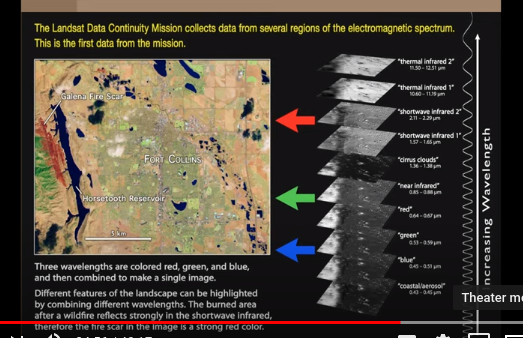 The Landsat Data Continuity Mission collects data from several regions of the electromagnetic spectrum.
This is the first data from the mission.
Galena Fire Scar
FORT COLLINS
Horsetooth Reservoir
5 km
"thermal infrared 2"
11.50 - 12.51 µm
"thermal infrared 1"
10.60 - 11.19 µm
"shortwave infrared 2"
2.11 - 2.29 µm
"shortwave infrared 1"
1.57 - 1.65 µm
"cirrus clouds"
1.36 - 1.38 µm
"near infrared"
0.85 - 0.88 µm
"red"
0.64 - 0.67 µm
"green"
0.53 - 0.59 µm
"blue"
0.45 - 0.51 µm
"coastal/aerosol"
0.43 - 0.45 µm
ncreasing Wavelength
Three wavelengths are colored red, green, and blue,
and then combined to make a single image.
Different features of the landscape can be highlighted
by combining different wavelengths. The burned area
after a wildfire reflects strongly in the shortwave infrared,
therefore the fire scar in the image is a strong red color.
Theater mo